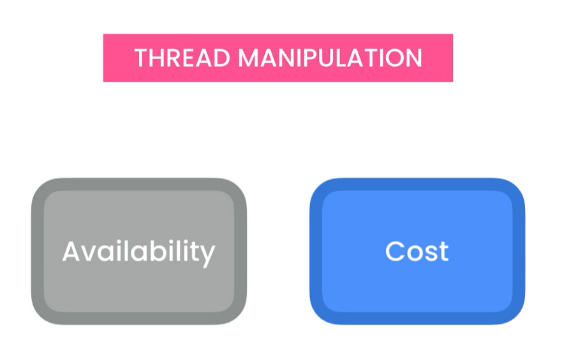 THREAD MANIPULATION
Availability
Cost